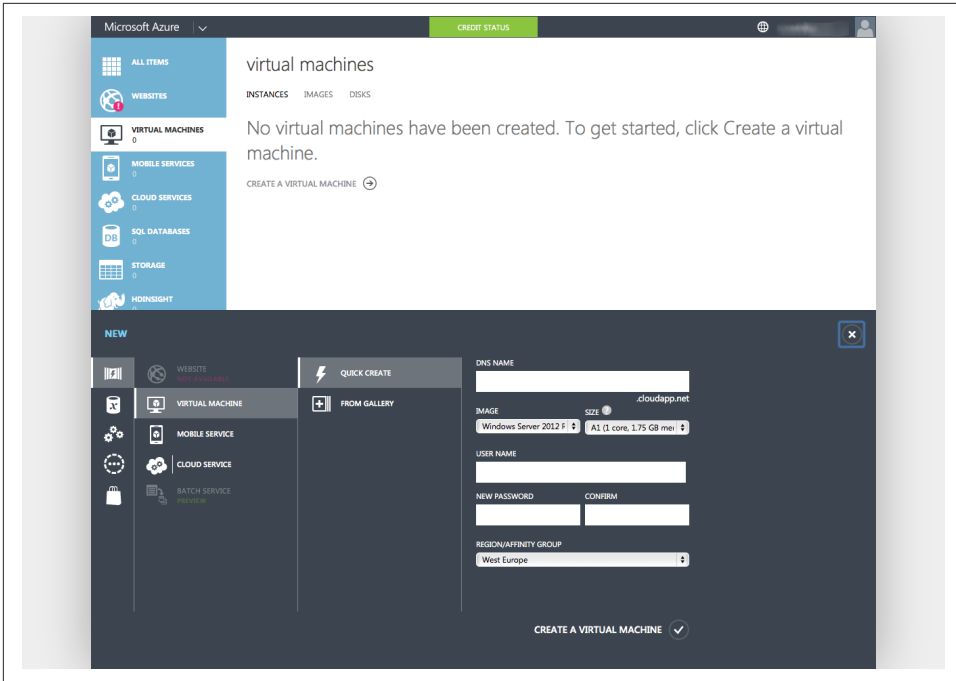 Microsoft Azure
CREDIT STATUS
ALL ITEMS
WEBSITES
VIRTUAL MACHINES
0
MOBILE SERVICES
0
CLOUD SERVICES
0
SQL DATABASES
0
DB
STORAGE
0
HDINSIGHT
virtual machines
INSTANCES IMAGES DISKS
No virtual machines have been created. To get started, click Create a virtual
machine.
CREATE A VIRTUAL MACHINE
NEW
WEBSITE
NOT AVAILABLE
VIRTUAL MACHINE
MOBILE SERVICE
CLOUD SERVICE
BATCH SERVICE
PREVIEW
QUICK CREATE
FROM GALLERY
DNS NAME
.cloudapp.net
IMAGE
Windows Server 2012 R
SIZE ?
A1 (1 core, 1.75 GB mem
USER NAME
NEW PASSWORD CONFIRM
REGION/AFFINITY GROUP
West Europe
CREATE A VIRTUAL MACHINE